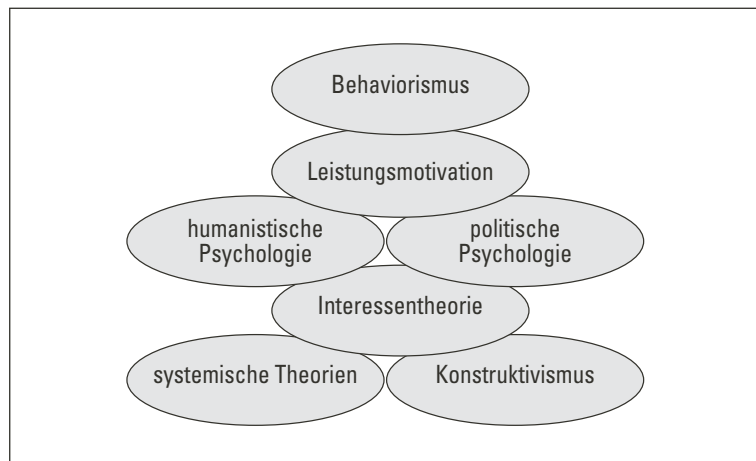 Behaviorismus
Leistungsmotivation
humanistische
Psychologie
politische
Psychologie
Interessentheorie
systemische Theorien
Konstruktivismus